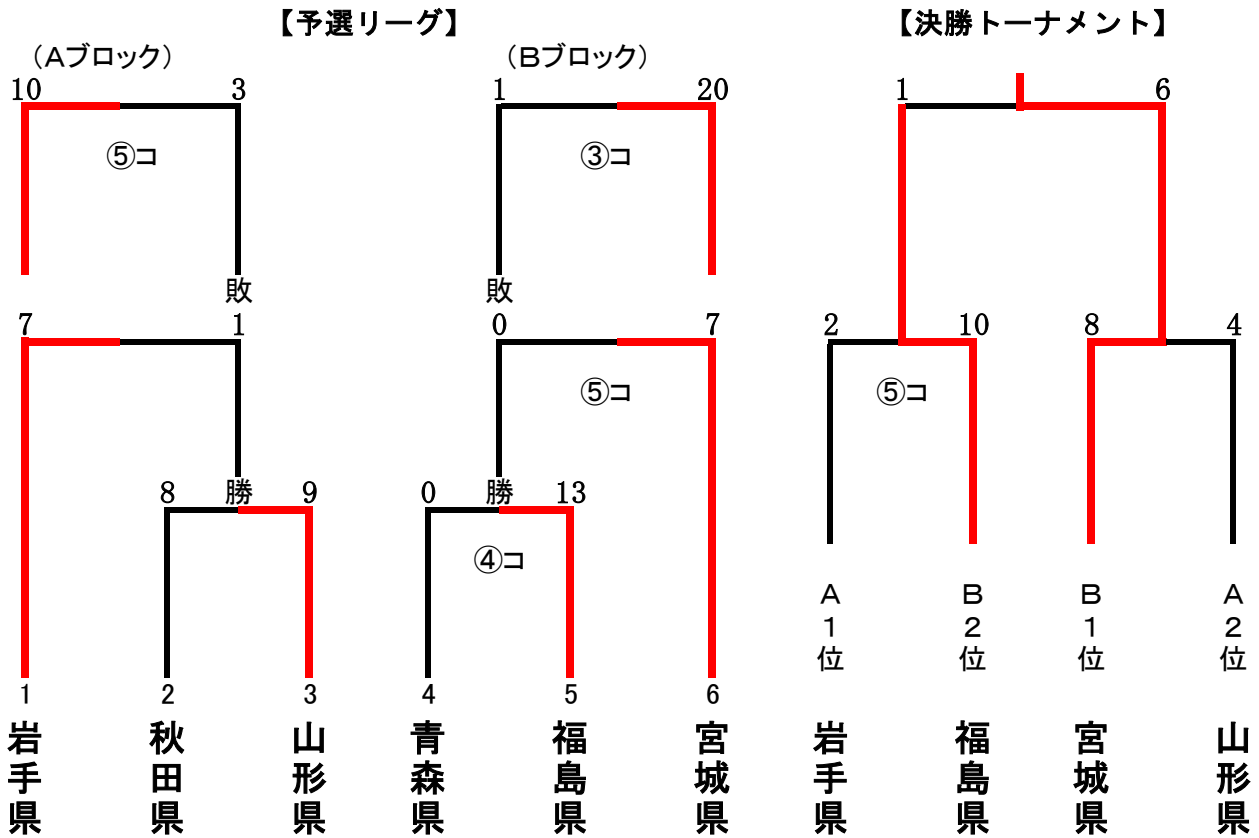 【予選リーグ】
【決勝トーナメント】
（Aブロック）
（Bブロック）
10 3 1 20 1 6
⑤コ ③コ
敗 敗
7 1 0 7 2 10 8 4
⑤コ ⑤コ
8 勝 9 0 勝 13
④コ
A1位 B2位 B1位 A2位
1 2 3 4 5 6
岩手県 秋田県 山形県 青森県 福島県 宮城県 岩手県 福島県 宮城県 山形県